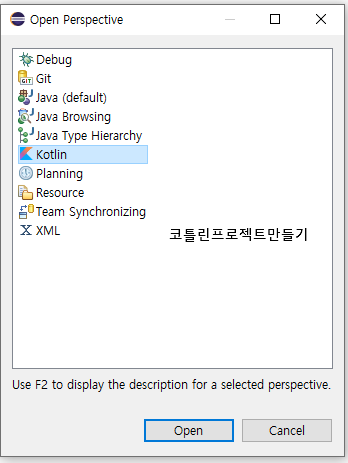 Open Perspective
Debug
GIT
Git
Java (default)
Java Browsing
Java Type Hierarchy
Kotlin
Planning
Resource
Team Synchronizing
XML
코틀린프로젝트만들기
Use F2 to display the description for a selected perspective.
Open
Cancel